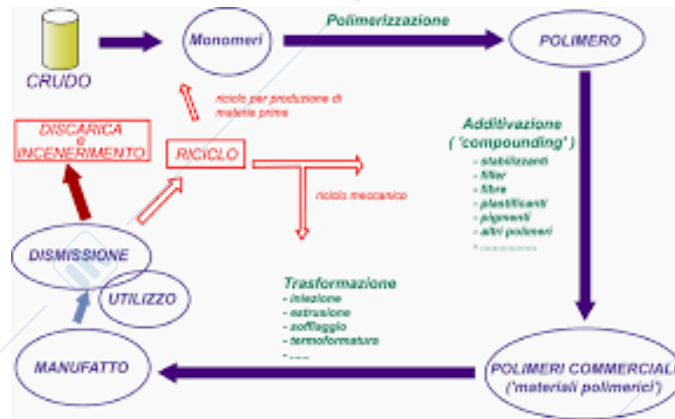 Polimerizzazione
Monomeri
POLIMERO
CRUDO
riciclo per produzione di
materie prime
DISCARICA
e
INCENERIMENTO
RICICLO
riciclo meccanico
Additivazione
( 'compounding' )
- stabilizzanti
- filler
- fibre
- plastificanti
- pigmenti
- altri polimeri
- ................
DISMISSIONE
UTILIZZO
Trasformazione
- iniezione
- estrusione
- soffiaggio
- termoformatura
- .....
MANUFATTO
POLIMERI COMMERCIALI
('materiali polimerici')